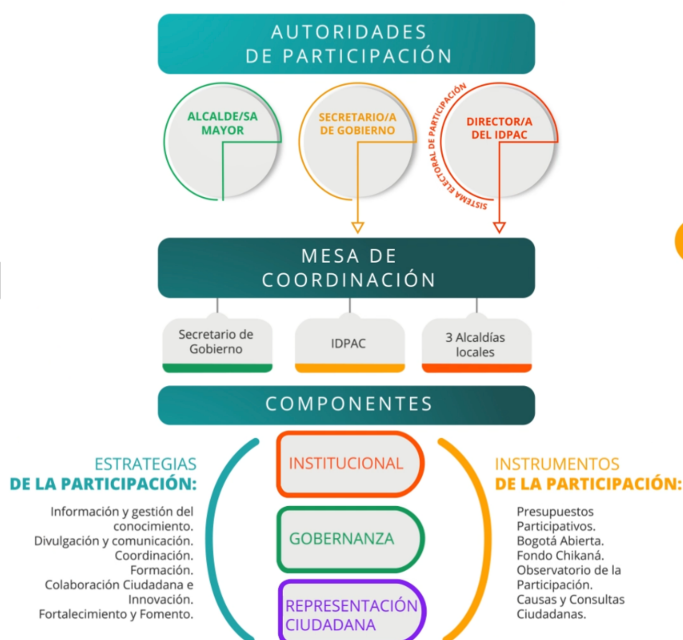 AUTORIDADES
DE PARTICIPACIÓN
ALCALDE/SA
MAYOR
SECRETARIO/A
DE GOBIERNO
DIRECTOR/A
DEL IDPAC
SISTEMA ELECTORAL DE PARTICIPACIÓN
MESA DE
COORDINACIÓN
Secretario de
Gobierno
IDPAC
3 Alcaldías
locales
COMPONENTES
ESTRATEGIAS
DE LA PARTICIPACIÓN:
Información y gestión del
conocimiento.
Divulgación y comunicación.
Coordinación.
Formación.
Colaboración Ciudadana e
Innovación.
Fortalecimiento y Fomento.
INSTITUCIONAL
GOBERNANZA
REPRESENTACIÓN
CIUDADANA
INSTRUMENTOS
DE LA PARTICIPACIÓN:
Presupuestos
Participativos.
Bogotá Abierta.
Fondo Chikaná.
Observatorio de la
Participación.
Causas y Consultas
Ciudadanas.